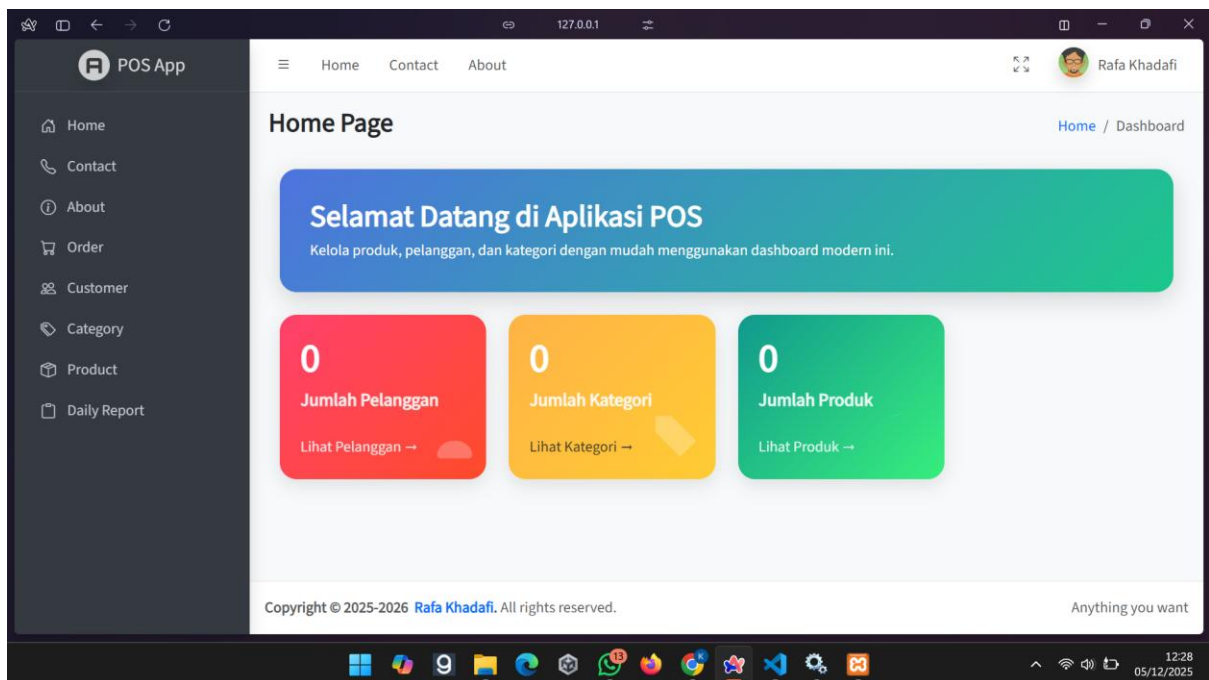 127.0.0.1
POS App
Home Contact About
Rafa Khadafi
Home
Contact
About
Order
Customer
Category
Product
Daily Report
Home Page
Home / Dashboard
Selamat Datang di Aplikasi POS
Kelola produk, pelanggan, dan kategori dengan mudah menggunakan dashboard modern ini.
0
Jumlah Pelanggan
Lihat Pelanggan →
0
Jumlah Kategori
Lihat Kategori →
0
Jumlah Produk
Lihat Produk →
Copyright © 2025-2026 Rafa Khadafi. All rights reserved.
Anything you want
13
12:28
05/12/2025